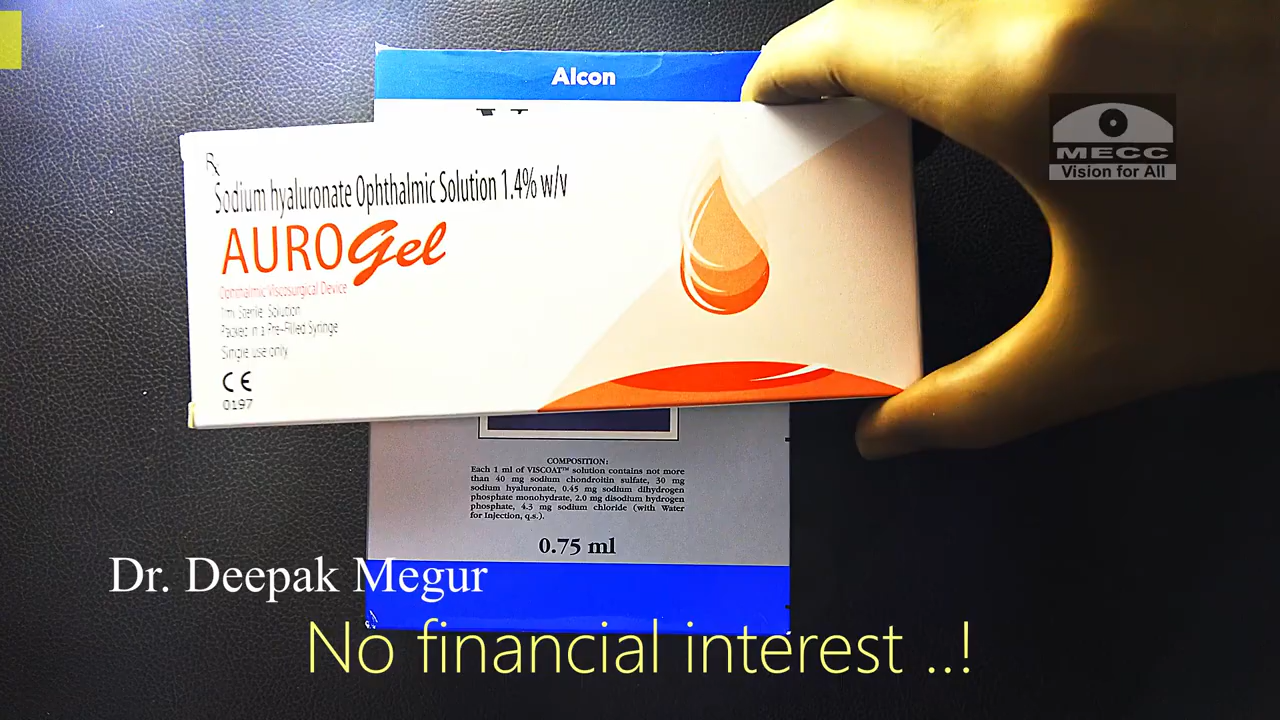 Alcon
Rx
Sodium hyaluronate Ophthalmic Solution 1.4% w/v
AUROGel
Ophthalmic Viscosurgical Device
1 ml Sterile Solution
Packed in a Pre-Filled Syringe
Single use only
CE
0197
MECC
Vision for All
COMPOSITION:
Each 1 ml of VISCOAT™ solution contains not more
than 40 mg sodium chondroitin sulfate, 30 mg
sodium hyaluronate, 0.45 mg sodium dihydrogen
phosphate monohydrate, 2.0 mg disodium hydrogen
phosphate, 4.3 mg sodium chloride (with Water
for Injection, q.s.).
0.75 ml
Dr. Deepak Megur
No financial interest ..!